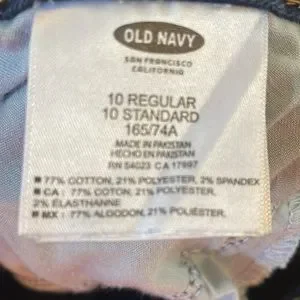 OLD NAVY
SAN FRANCISCO
CALIFORNIA
10 REGULAR
10 STANDARD
165/74A
MADE IN PAKISTAN
HECHO EN PAKISTAN
RN 54023 CA 17897
■ 77% COTTON, 21% POLYESTER, 2% SPANDEX
■ CA : 77% COTON, 21% POLYESTER,
2% ÉLASTHANNE
■ MX : 77% ALGODON, 21% POLIÉSTER,